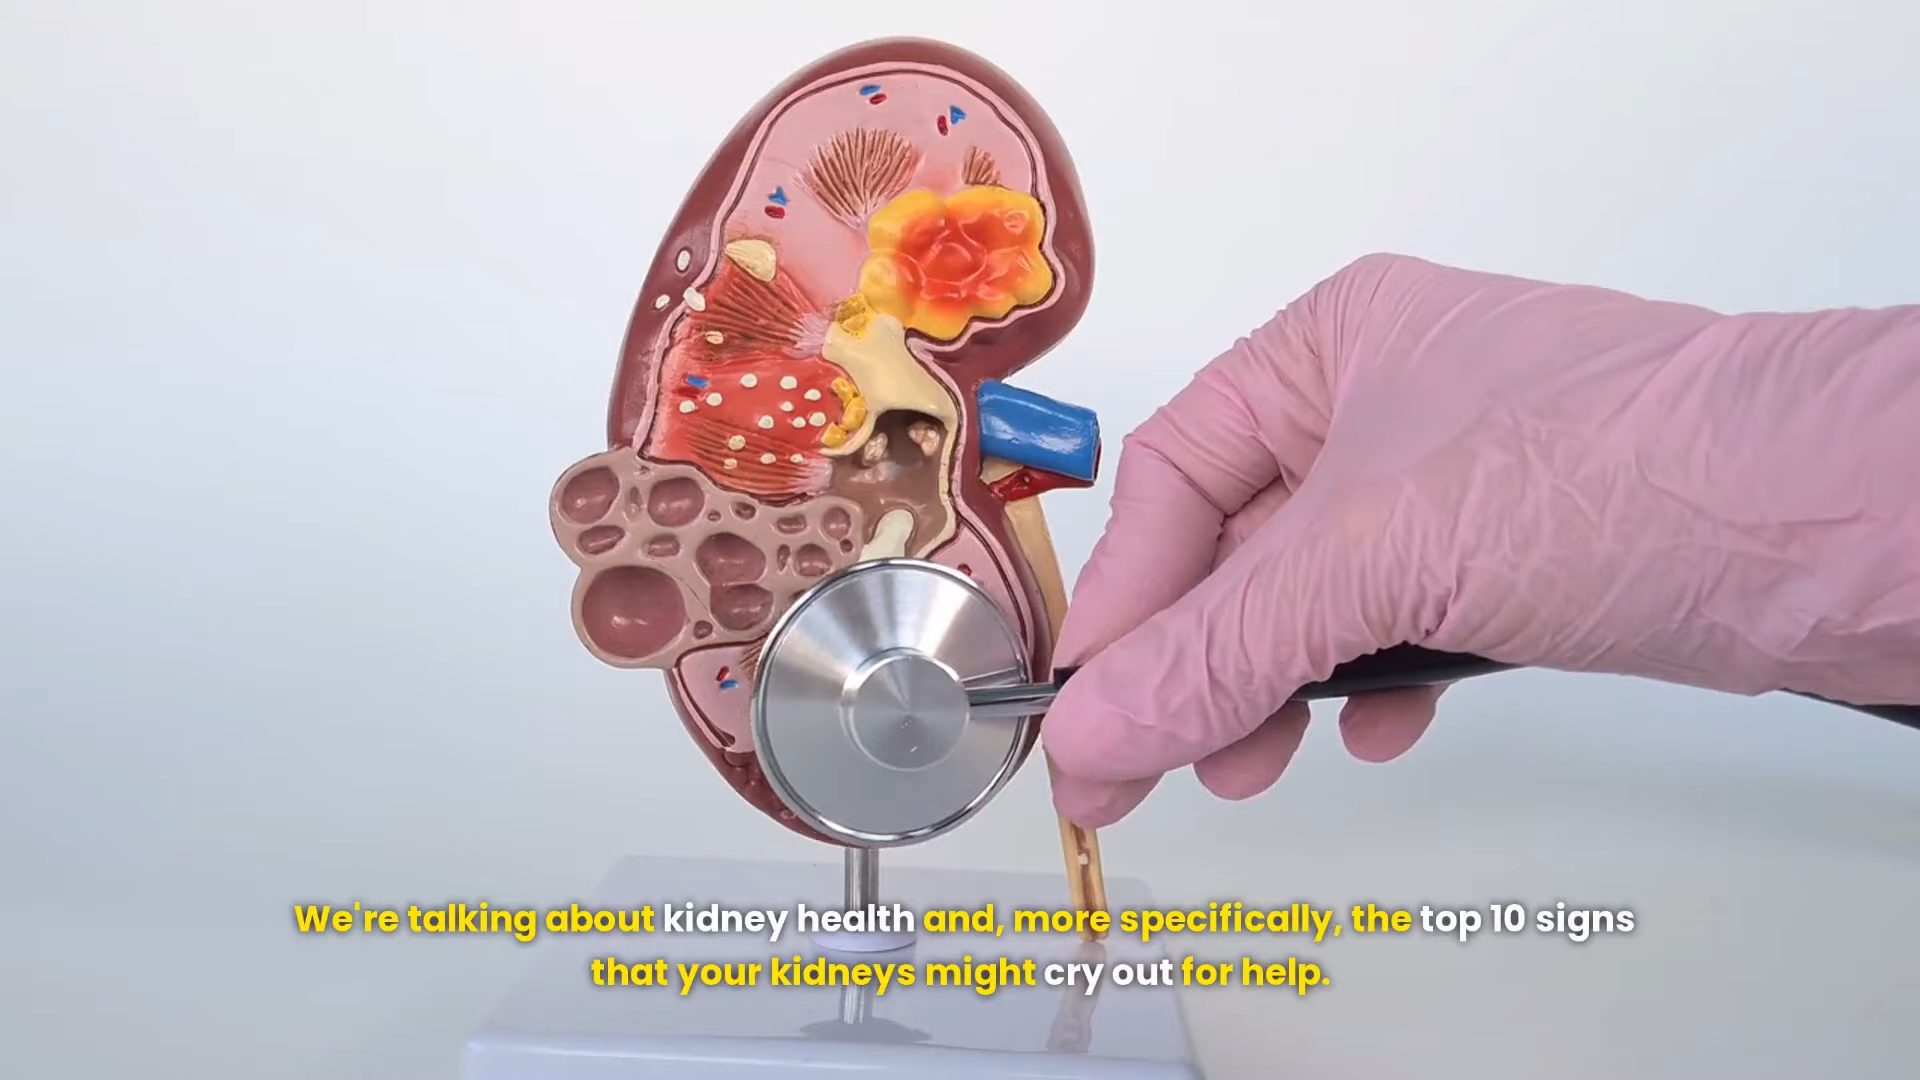 We're talking about kidney health and, more specifically, the top 10 signs
that your kidneys might cry out for help.